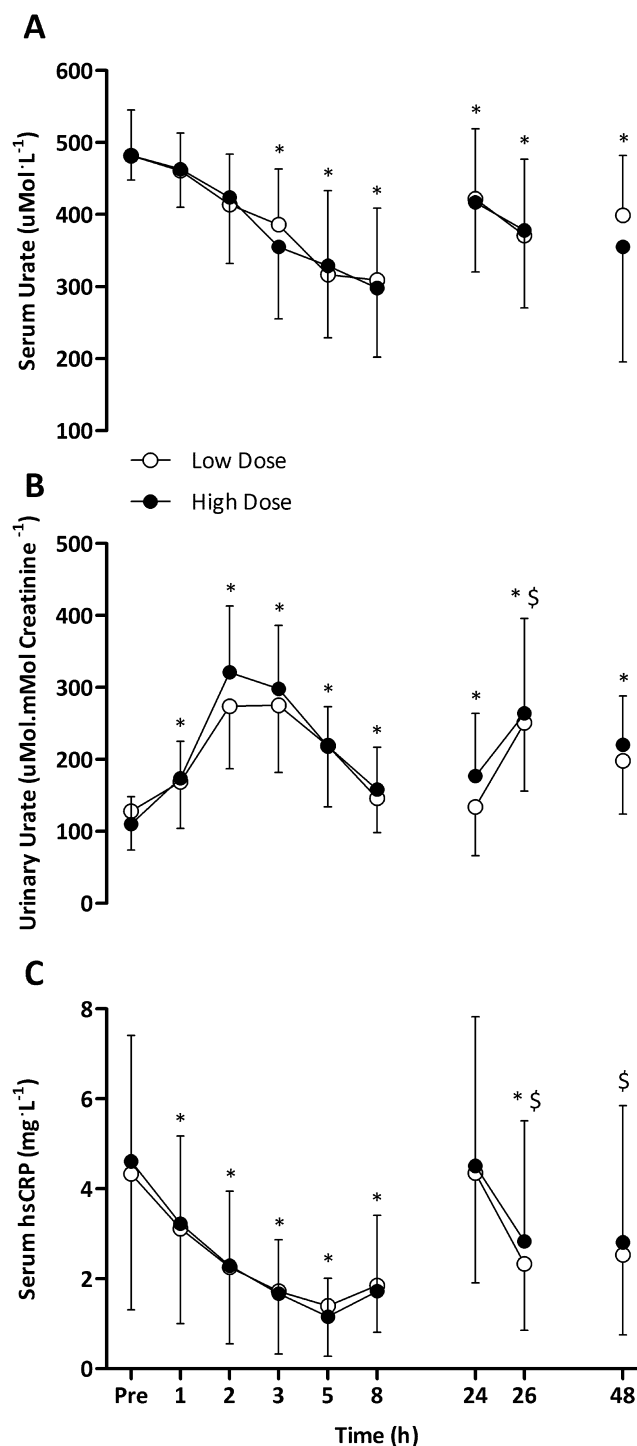 A
600
500
400
300
200
100
Serum Urate (uMol·L⁻¹)
* * * * * *
Low Dose
High Dose
B
500
400
300
200
100
0
Urinary Urate (uMol.mMol Creatinine⁻¹)
* * * * * * * $ *
C
8
6
4
2
0
Serum hsCRP (mg·L⁻¹)
* * * * * * $ $
Pre 1 2 3 5 8 24 26 48
Time (h)